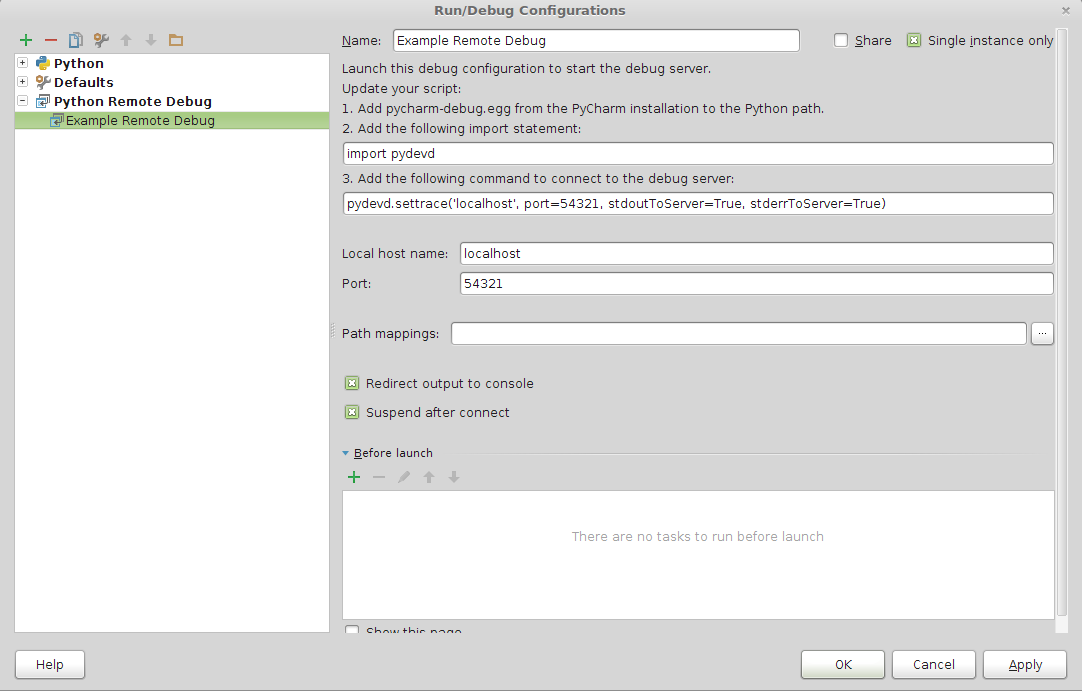 Run/Debug Configurations
Python
Defaults
Python Remote Debug
Example Remote Debug
Name: Example Remote Debug Share Single instance only
Launch this debug configuration to start the debug server.
Update your script:
1. Add pycharm-debug.egg from the PyCharm installation to the Python path.
2. Add the following import statement:
import pydevd
3. Add the following command to connect to the debug server:
pydevd.settrace('localhost', port=54321, stdoutToServer=True, stderrToServer=True)
Local host name: localhost
Port: 54321
Path mappings: ...
Redirect output to console
Suspend after connect
Before launch
There are no tasks to run before launch
Show this page
Help OK Cancel Apply